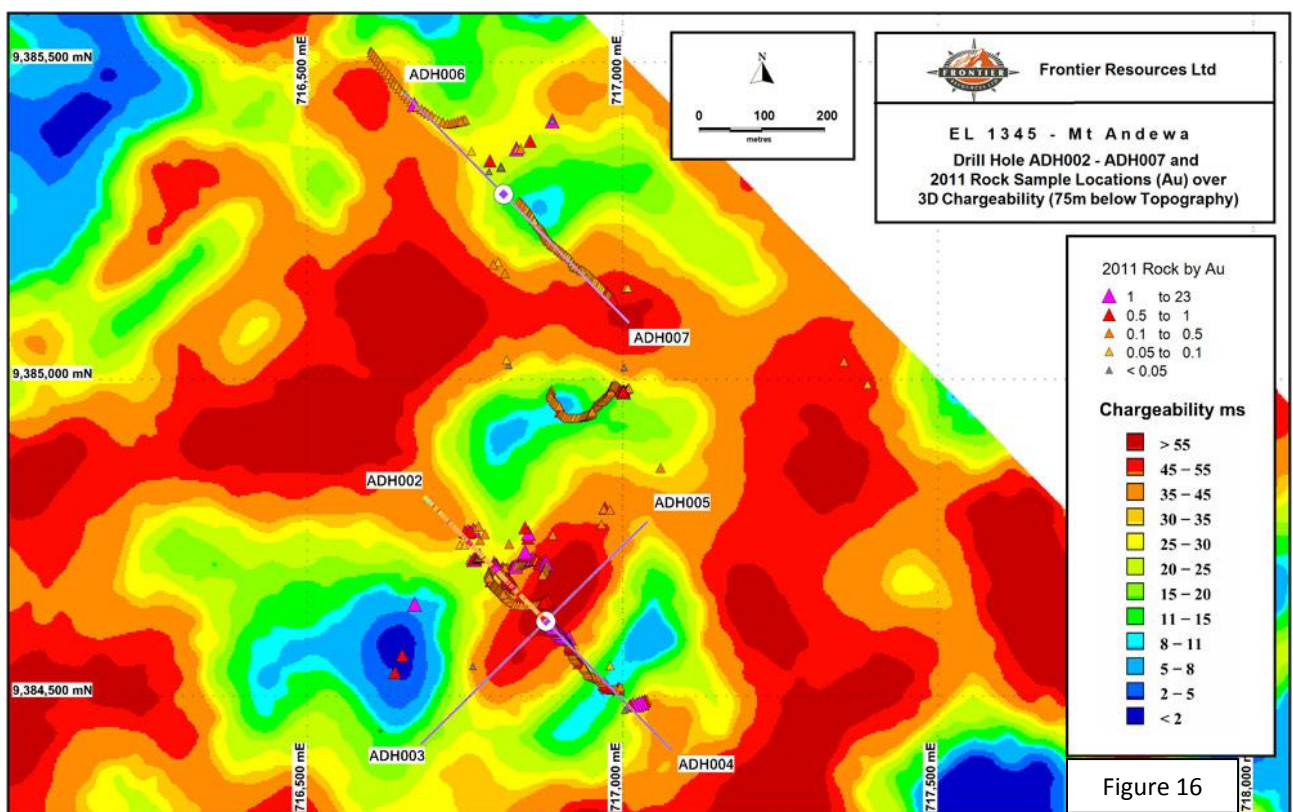 9,385,500 mN
716,500 mE
ADH006
717,000 mE
N
0 100 200
metres
FRONTIER
RESOURCES LTD
Frontier Resources Ltd
EL 1345 - Mt Andewa
Drill Hole ADH002 - ADH007 and
2011 Rock Sample Locations (Au) over
3D Chargeability (75m below Topography)
2011 Rock by Au
1 to 23
0.5 to 1
0.1 to 0.5
0.05 to 0.1
< 0.05
Chargeability ms
> 55
45 – 55
35 – 45
30 – 35
25 – 30
20 – 25
15 – 20
11 – 15
8 – 11
5 – 8
2 – 5
< 2
ADH007
9,385,000 mN
ADH002
ADH005
9,384,500 mN
ADH003
ADH004
716,500 mE
717,000 mE
717,500 mE
Figure 16